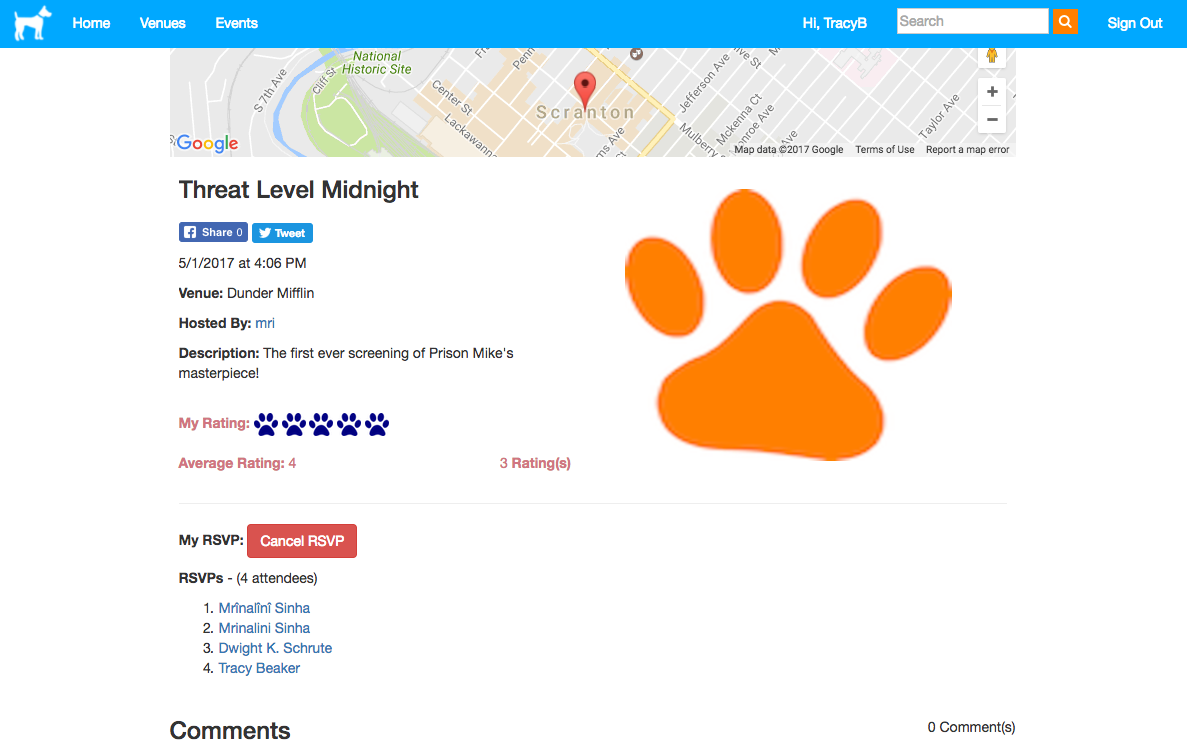 Home Venues Events Hi, TracyB Search Sign Out
National
Historic Site
S 7th Ave
Cliff St
Center St
Lackawanna
Scranton
Jefferson Ave
Mulberry
Mckenna Ct
Monroe Ave
Taylor Ave
Google
Map data ©2017 Google Terms of Use Report a map error
Threat Level Midnight
Share 0 Tweet
5/1/2017 at 4:06 PM
Venue: Dunder Mifflin
Hosted By: mri
Description: The first ever screening of Prison Mike's
masterpiece!
My Rating:
Average Rating: 4 3 Rating(s)
My RSVP: Cancel RSVP
RSVPs - (4 attendees)
1. Mrînalînî Sinha
2. Mrinalini Sinha
3. Dwight K. Schrute
4. Tracy Beaker
Comments 0 Comment(s)